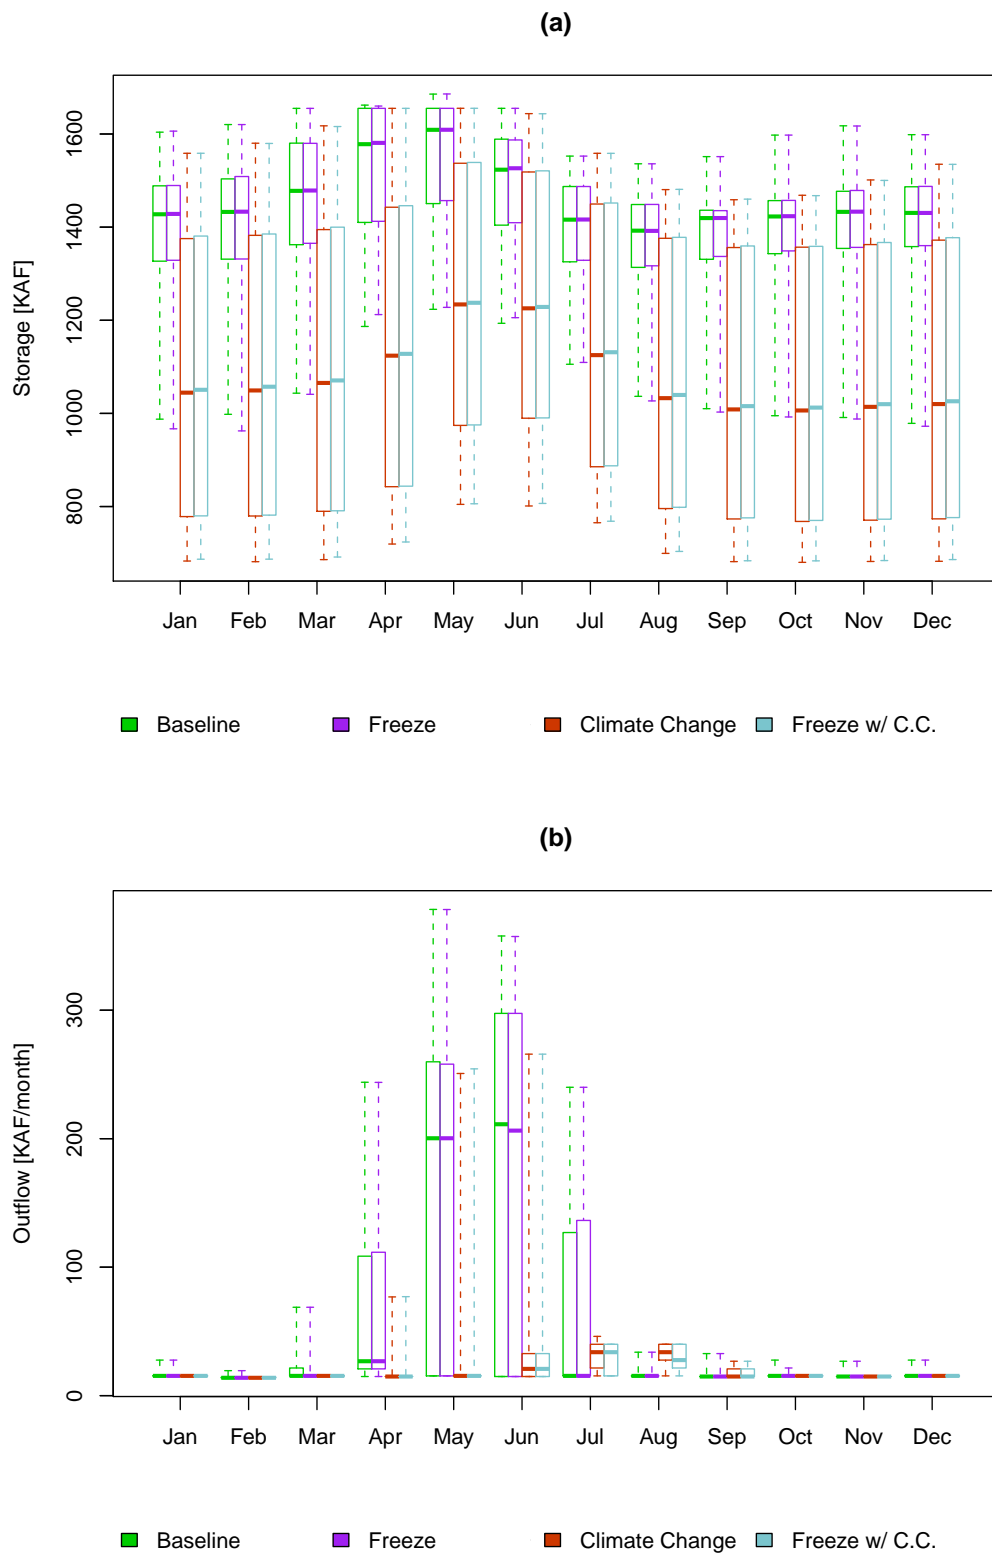 (a)
Storage [KAF]
1600
1400
1200
1000
800
Jan Feb Mar Apr May Jun Jul Aug Sep Oct Nov Dec
Baseline Freeze Climate Change Freeze w/ C.C.
(b)
Outflow [KAF/month]
300
200
100
0
Jan Feb Mar Apr May Jun Jul Aug Sep Oct Nov Dec
Baseline Freeze Climate Change Freeze w/ C.C.